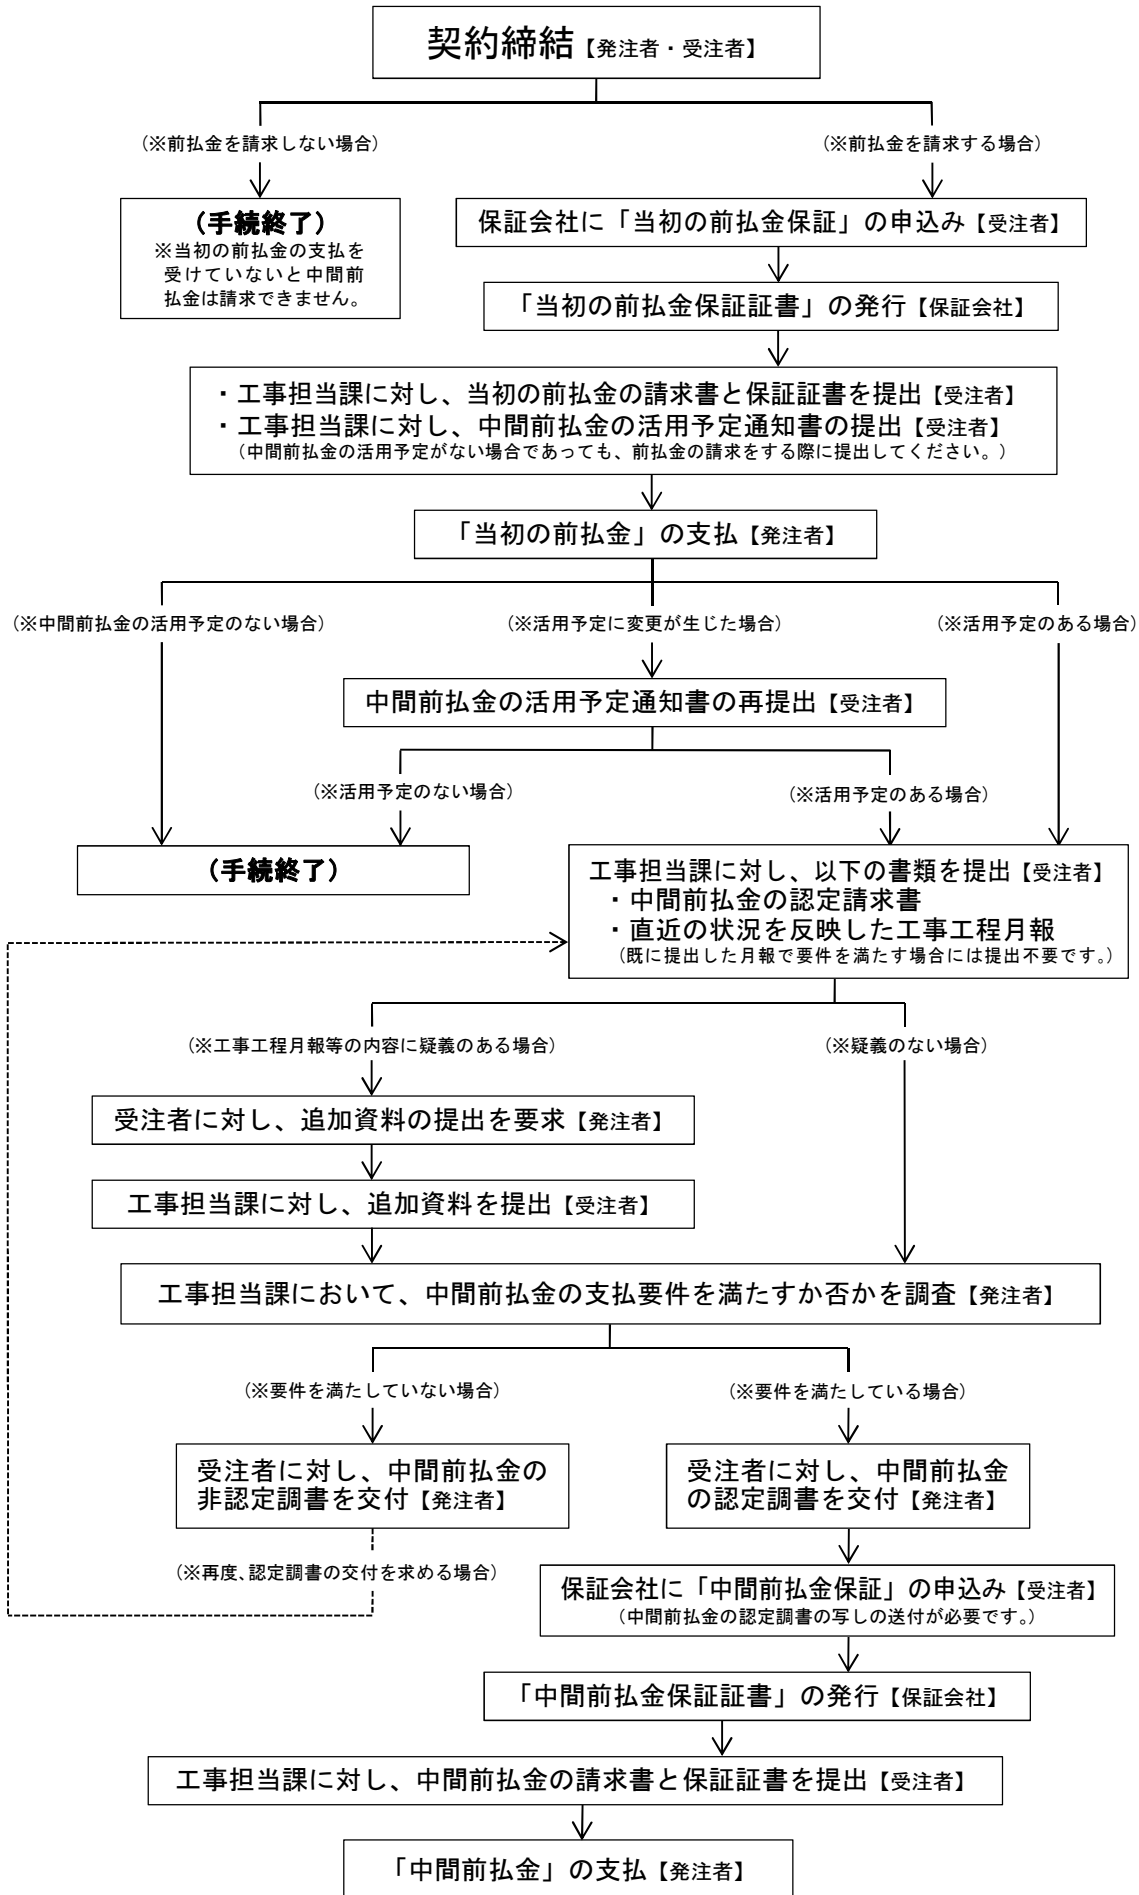 契約締結【発注者・受注者】
（※前払金を請求しない場合）
（※前払金を請求する場合）
（手続終了）
※当初の前払金の支払を
受けていないと中間前
払金は請求できません。
保証会社に「当初の前払金保証」の申込み【受注者】
「当初の前払金保証証書」の発行【保証会社】
・工事担当課に対し、当初の前払金の請求書と保証証書を提出【受注者】
・工事担当課に対し、中間前払金の活用予定通知書の提出【受注者】
（中間前払金の活用予定がない場合であっても、前払金の請求をする際に提出してください。）
「当初の前払金」の支払【発注者】
（※中間前払金の活用予定のない場合）
（※活用予定に変更が生じた場合）
（※活用予定のある場合）
中間前払金の活用予定通知書の再提出【受注者】
（※活用予定のない場合）
（※活用予定のある場合）
（手続終了）
工事担当課に対し、以下の書類を提出【受注者】
・中間前払金の認定請求書
・直近の状況を反映した工事工程月報
（既に提出した月報で要件を満たす場合には提出不要です。）
（※工事工程月報等の内容に疑義のある場合）
（※疑義のない場合）
受注者に対し、追加資料の提出を要求【発注者】
工事担当課に対し、追加資料を提出【受注者】
工事担当課において、中間前払金の支払要件を満たすか否かを調査【発注者】
（※要件を満たしていない場合）
（※要件を満たしている場合）
受注者に対し、中間前払金の
非認定調書を交付【発注者】
受注者に対し、中間前払金
の認定調書を交付【発注者】
（※再度、認定調書の交付を求める場合）
保証会社に「中間前払金保証」の申込み【受注者】
（中間前払金の認定調書の写しの送付が必要です。）
「中間前払金保証証書」の発行【保証会社】
工事担当課に対し、中間前払金の請求書と保証証書を提出【受注者】
「中間前払金」の支払【発注者】